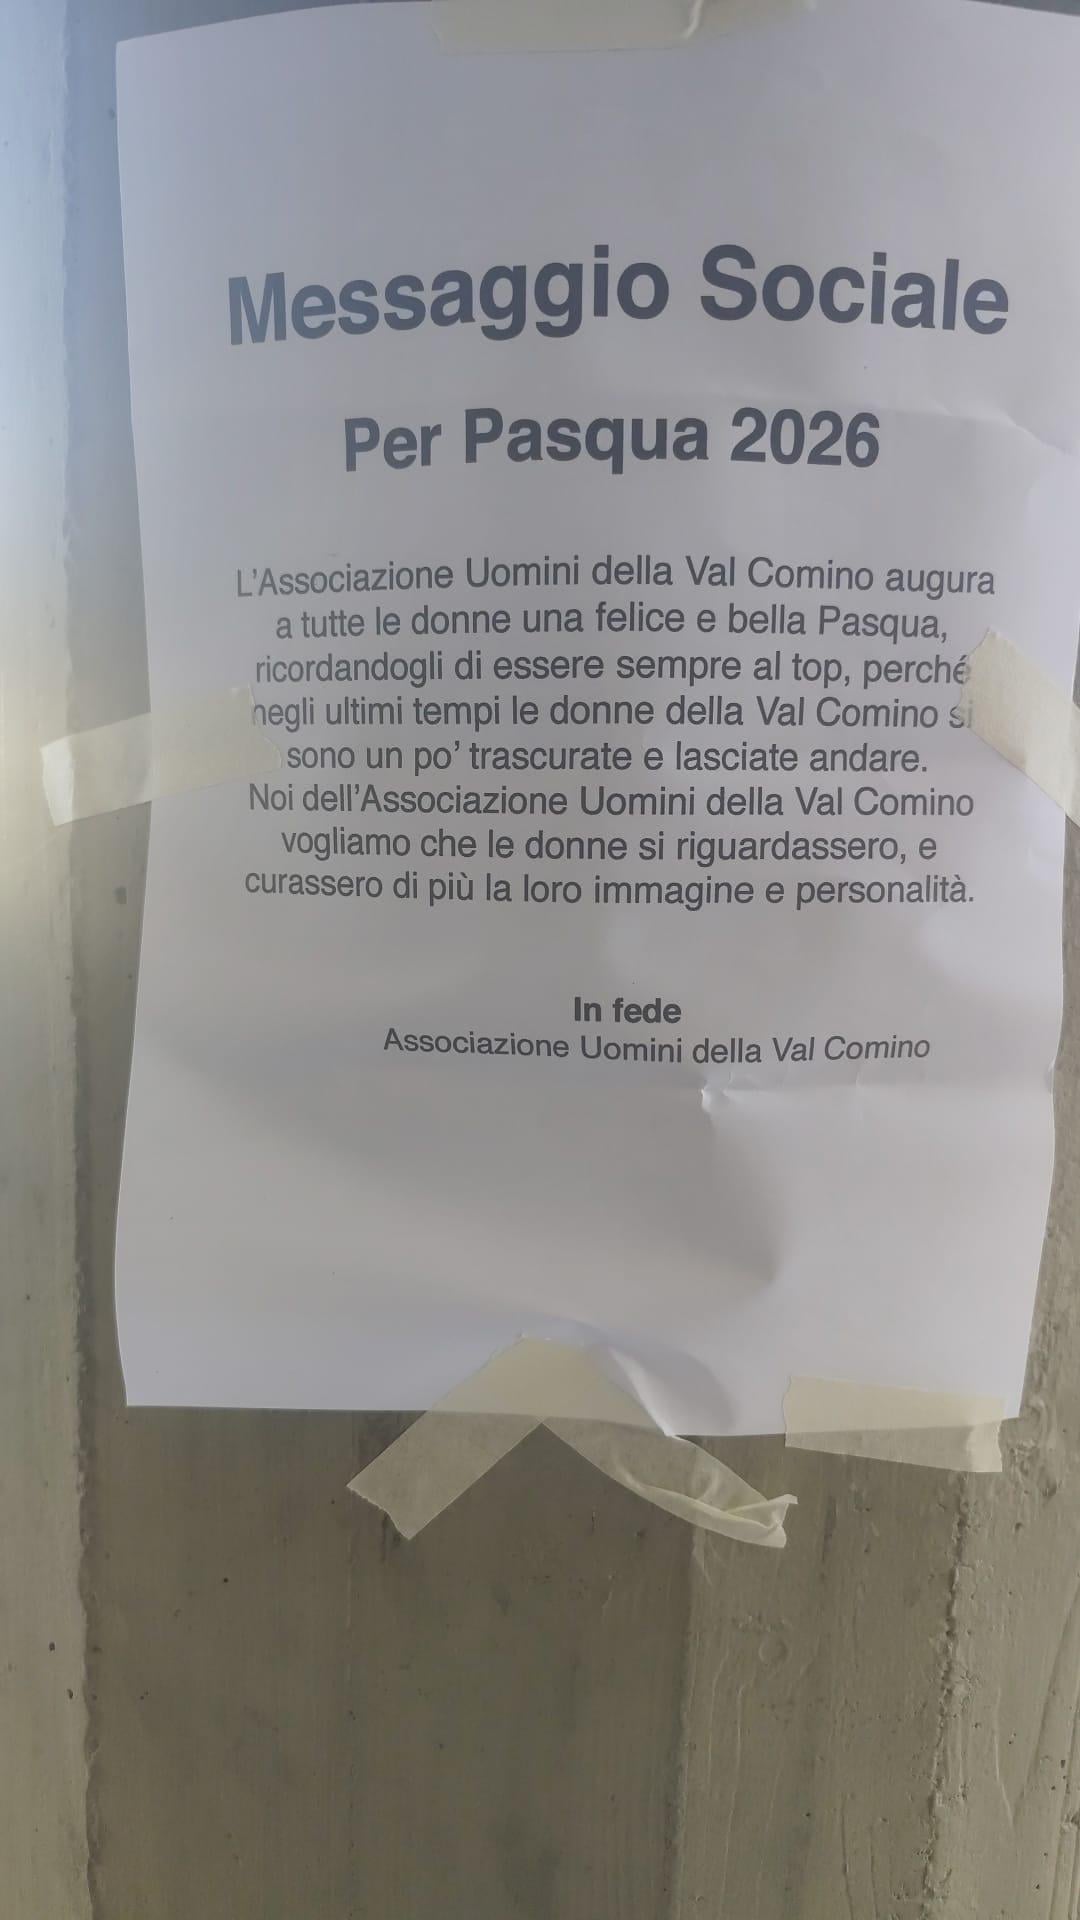 Messaggio Sociale
Per Pasqua 2026
L'Associazione Uomini della Val Comino augura
a tutte le donne una felice e bella Pasqua,
ricordandogli di essere sempre al top, perché
negli ultimi tempi le donne della Val Comino si
sono un po' trascurate e lasciate andare.
Noi dell'Associazione Uomini della Val Comino
vogliamo che le donne si riguardassero, e
curassero di più la loro immagine e personalità.
In fede
Associazione Uomini della Val Comino